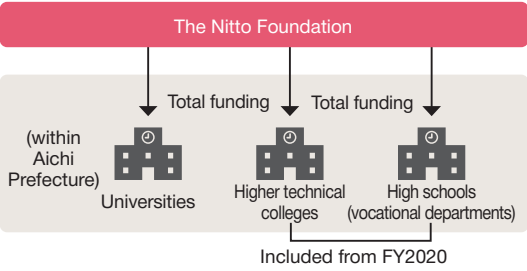 The Nitto Foundation
Total funding
Total funding
(within
Aichi
Prefecture)
Universities
Higher technical
colleges
High schools
(vocational departments)
Included from FY2020